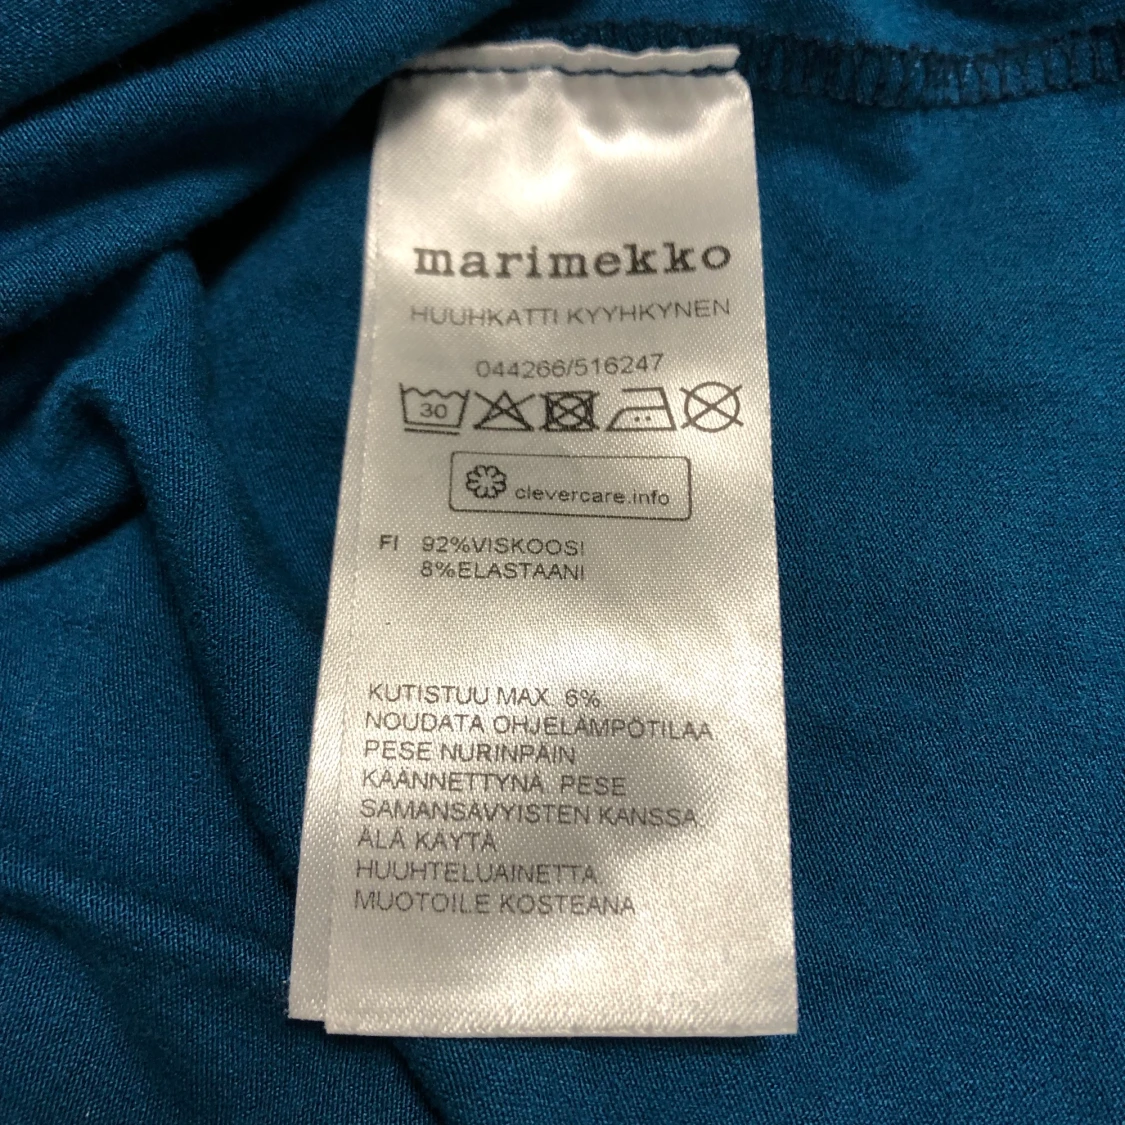 marimekko
HUUHKATTI KYYHKYNEN
044266/516247
30
clevercare.info
FI 92%VISKOOSI
8%ELASTAANI
KUTISTUU MAX. 6%
NOUDATA OHJELÄMPÖTILAA
PESE NURINPÄIN
KÄÄNNETTYNÄ. PESE
SAMANSÄVYISTEN KANSSA.
ÄLÄ KÄYTÄ
HUUHTELUAINETTA.
MUOTOILE KOSTEANA